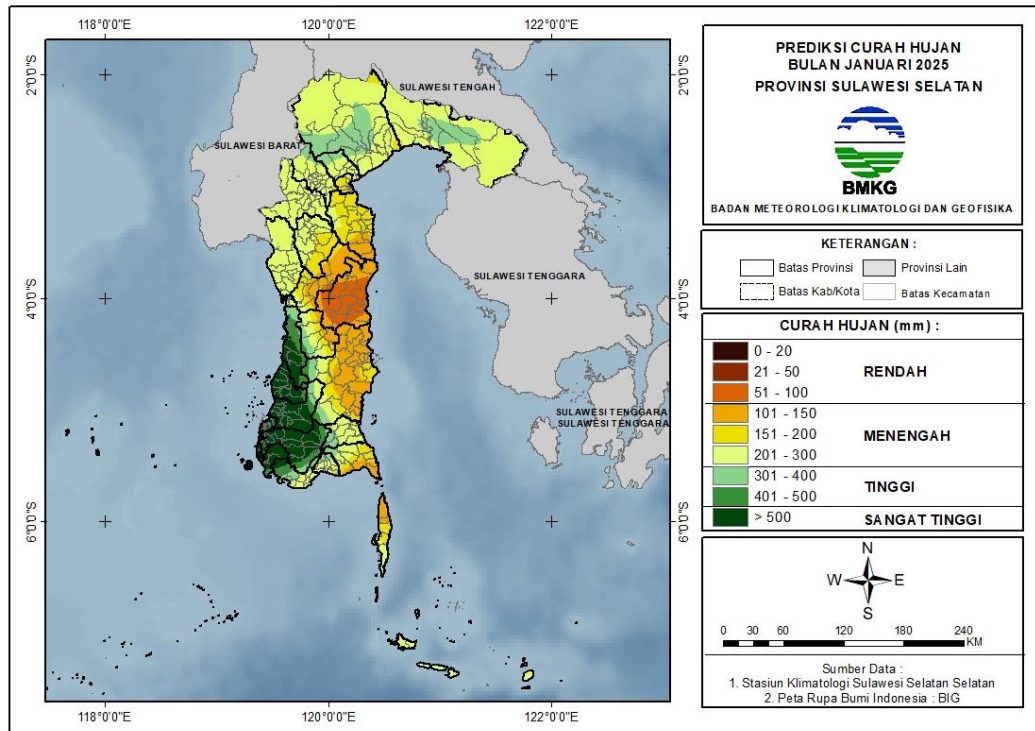 118°0'0"E
120°0'0"E
122°0'0"E
2°0'0"S
4°0'0"S
6°0'0"S
2°0'0"S
4°0'0"S
6°0'0"S
SULAWESI TENGAH
SULAWESI BARAT
SULAWESI TENGGARA
SULAWESI TENGGARA
SULAWESI TENGGARA
118°0'0"E
120°0'0"E
122°0'0"E
PREDIKSI CURAH HUJAN
BULAN JANUARI 2025
PROVINSI SULAWESI SELATAN
BMKG
BADAN METEOROLOGI KLIMATOLOGI DAN GEOFISIKA
KETERANGAN :
Batas Provinsi
Provinsi Lain
Batas Kab/Kota
Batas Kecamatan
CURAH HUJAN (mm) :
0 - 20
21 - 50
RENDAH
51 - 100
101 - 150
151 - 200
MENENGAH
201 - 300
301 - 400
TINGGI
401 - 500
> 500
SANGAT TINGGI
N
W
E
S
0 30 60 120 180 240
KM
Sumber Data :
1. Stasiun Klimatologi Sulawesi Selatan Selatan
2. Peta Rupa Bumi Indonesia : BIG